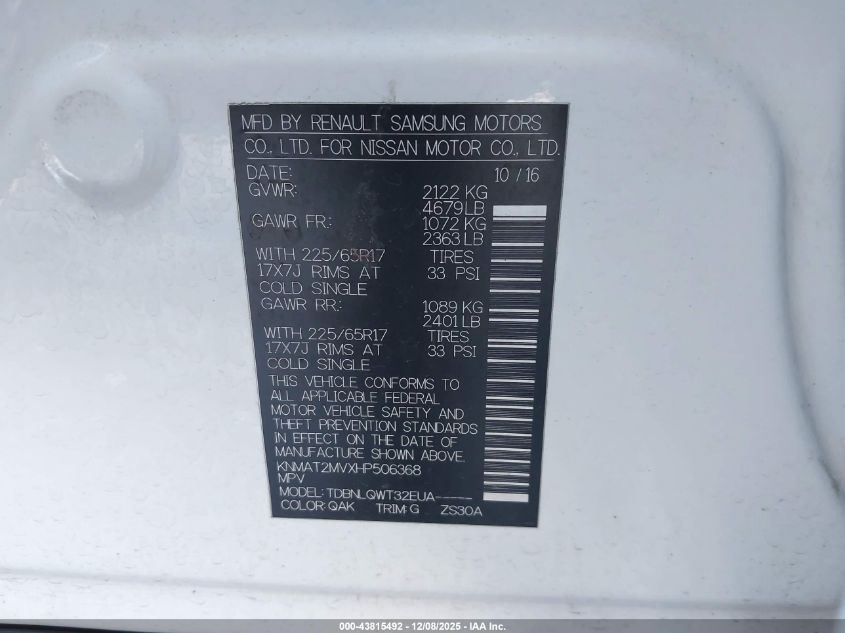 MFD BY RENAULT SAMSUNG MOTORS
CO., LTD. FOR NISSAN MOTOR CO., LTD.
DATE: 10 / 16
GVWR: 2122 KG
4679 LB
GAWR FR.: 1072 KG
2363 LB
WITH 225/65R17 TIRES
17X7J RIMS AT 33 PSI
COLD SINGLE
GAWR RR.: 1089 KG
2401 LB
WITH 225/65R17 TIRES
17X7J RIMS AT 33 PSI
COLD SINGLE
THIS VEHICLE CONFORMS TO
ALL APPLICABLE FEDERAL
MOTOR VEHICLE SAFETY AND
THEFT PREVENTION STANDARDS
IN EFFECT ON THE DATE OF
MANUFACTURE SHOWN ABOVE.
KNMAT2MVXHP506368
MPV
MODEL: TDBNLQWT32EUA-----
COLOR: QAK TRIM: G ZS30A
000-43815492 - 12/08/2025 - IAA Inc.